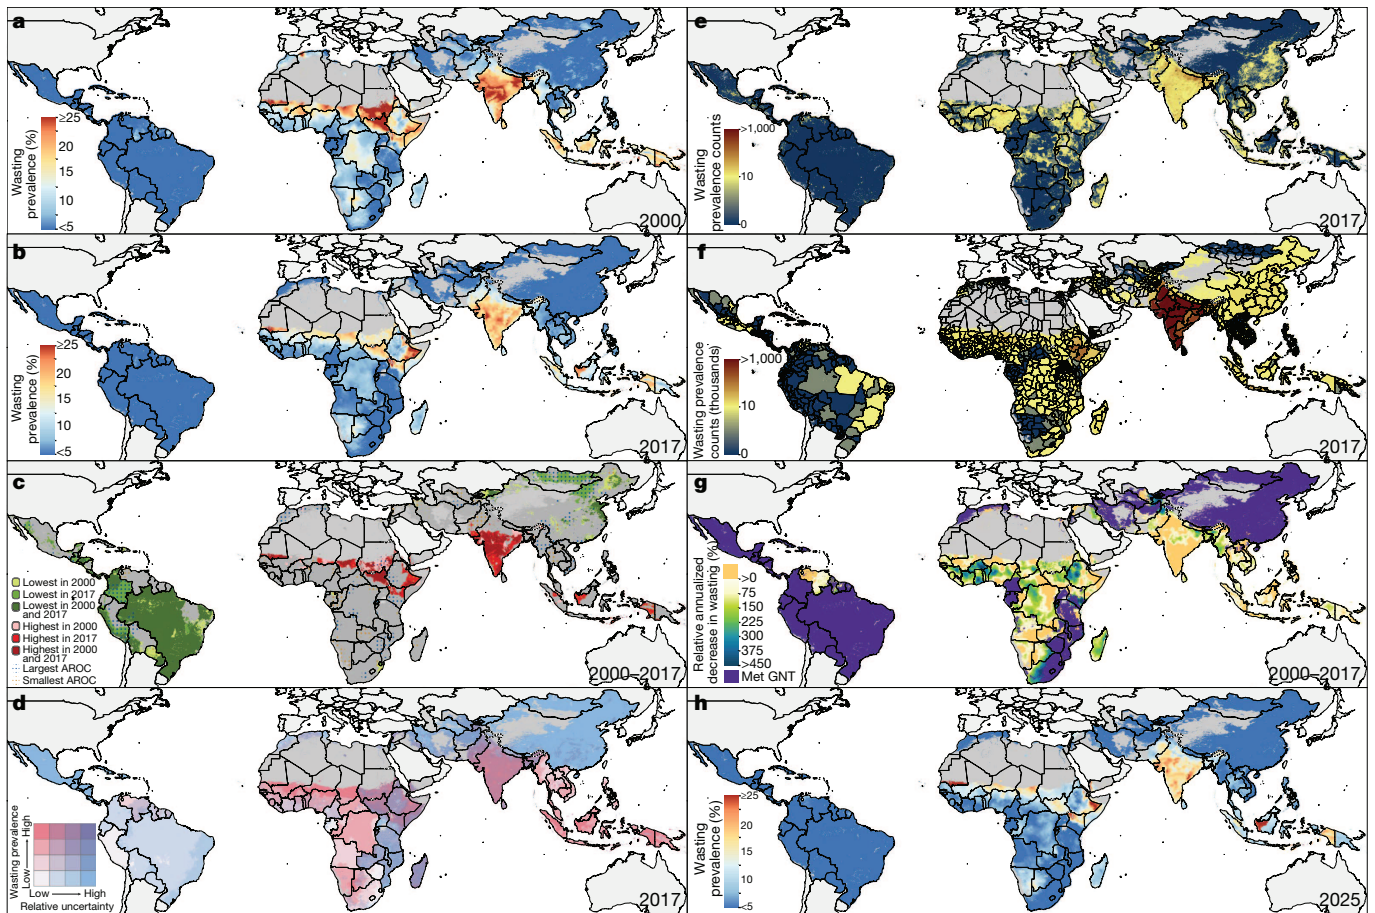 a
Wasting
prevalence (%)
≥25
20
15
10
<5
2000
b
Wasting
prevalence (%)
≥25
20
15
10
<5
2017
c
Lowest in 2000
Lowest in 2017
Lowest in 2000
and 2017
Highest in 2000
Highest in 2017
Highest in 2000
and 2017
Largest AROC
Smallest AROC
2000–2017
d
Wasting prevalence
Low
High
Low
High
Relative uncertainty
2017
e
Wasting
prevalence counts
>1,000
10
0
2017
f
Wasting prevalence
counts (thousands)
>1,000
10
0
2017
g
Relative annualized
decrease in wasting (%)
>0
75
150
225
300
375
>450
Met GNT
2000–2017
h
Wasting
prevalence (%)
≥25
20
15
10
<5
2025